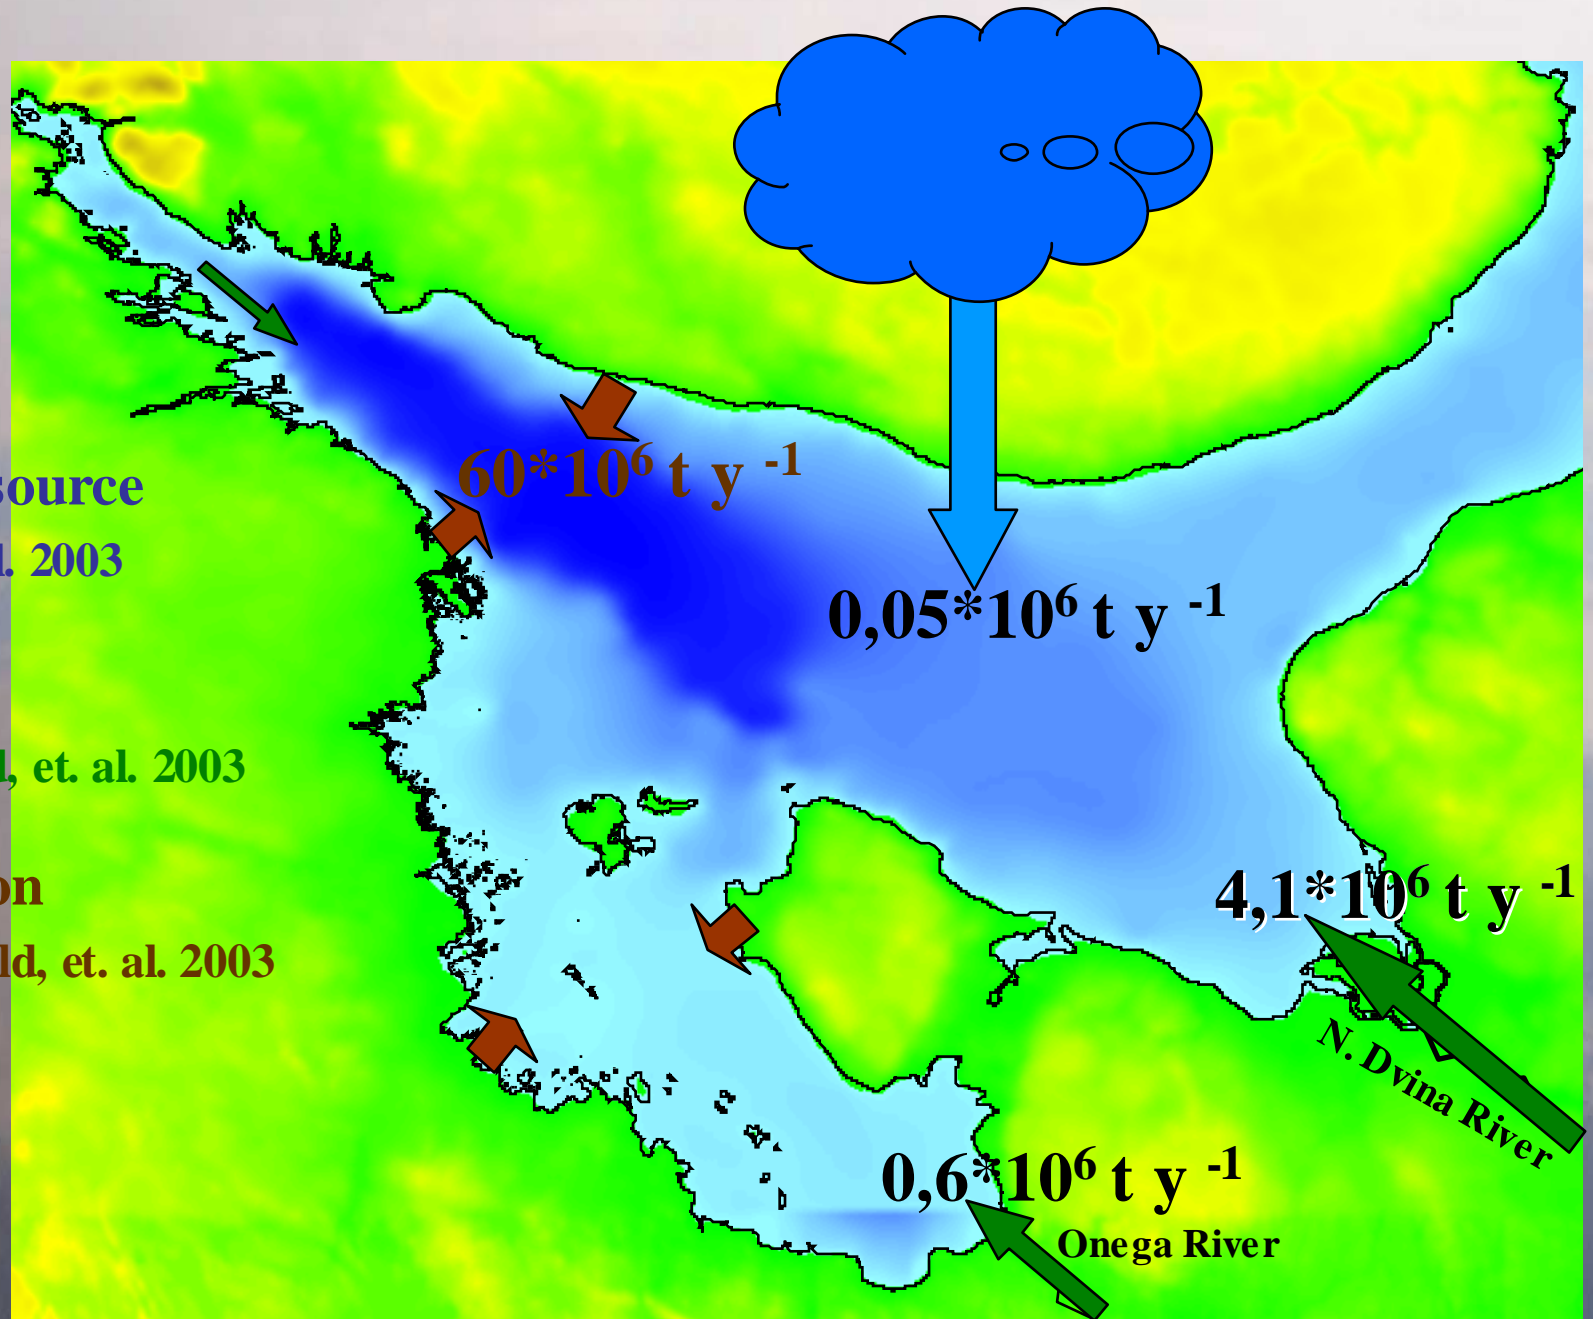 60*10⁶ t y ⁻¹
source
l. 2003
0,05*10⁶ t y ⁻¹
, et. al. 2003
4,1*10⁶ t y ⁻¹
on
ld, et. al. 2003
N. Dvina River
0,6*10⁶ t y ⁻¹
Onega River